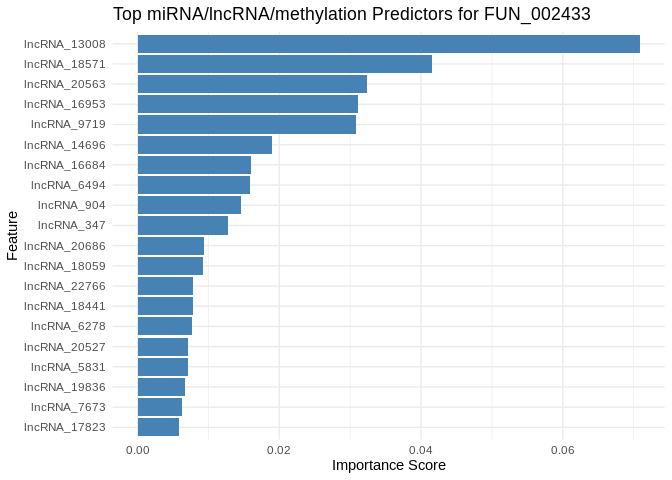 Top miRNA/lncRNA/methylation Predictors for FUN_002433
Feature
lncRNA_13008
lncRNA_18571
lncRNA_20563
lncRNA_16953
lncRNA_9719
lncRNA_14696
lncRNA_16684
lncRNA_6494
lncRNA_904
lncRNA_347
lncRNA_20686
lncRNA_18059
lncRNA_22766
lncRNA_18441
lncRNA_6278
lncRNA_20527
lncRNA_5831
lncRNA_19836
lncRNA_7673
lncRNA_17823
0.00 0.02 0.04 0.06
Importance Score